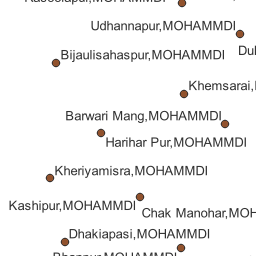 Udhannapur,MOHAMMDI
Bijaulisahaspur,MOHAMMDI
Khemsarai,
Barwari Mang,MOHAMMDI
Harihar Pur,MOHAMMDI
Kheriyamisra,MOHAMMDI
Kashipur,MOHAMMDI
Chak Manohar,MOH
Dhakiapasi,MOHAMMDI